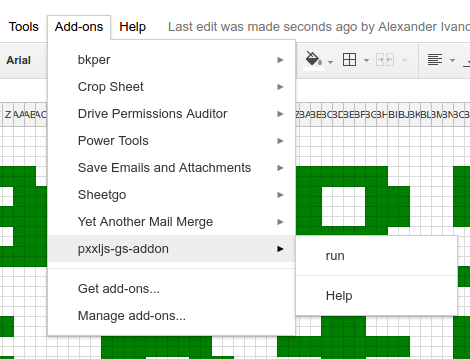 Tools Add-ons Help Last edit was made seconds ago by Alexander Ivano
Arial
bkper
Crop Sheet
Drive Permissions Auditor
Power Tools
Save Emails and Attachments
Sheetgo
Yet Another Mail Merge
pxxljs-gs-addon
run
Get add-ons...
Help
Manage add-ons...